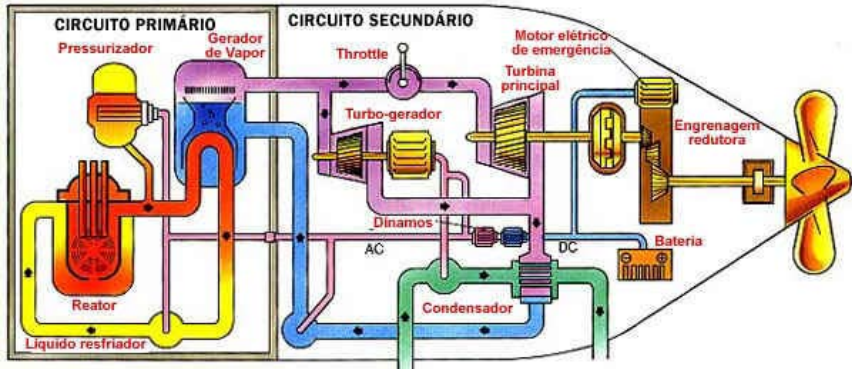 CIRCUITO PRIMÁRIO
CIRCUITO SECUNDÁRIO
Pressurizador
Gerador
de Vapor
Throttle
Motor elétrico
de emergência
Turbina
principal
Turbo-gerador
Engrenagem
redutora
Dínamos
AC
DC
Bateria
Reator
Condensador
Líquido resfriador